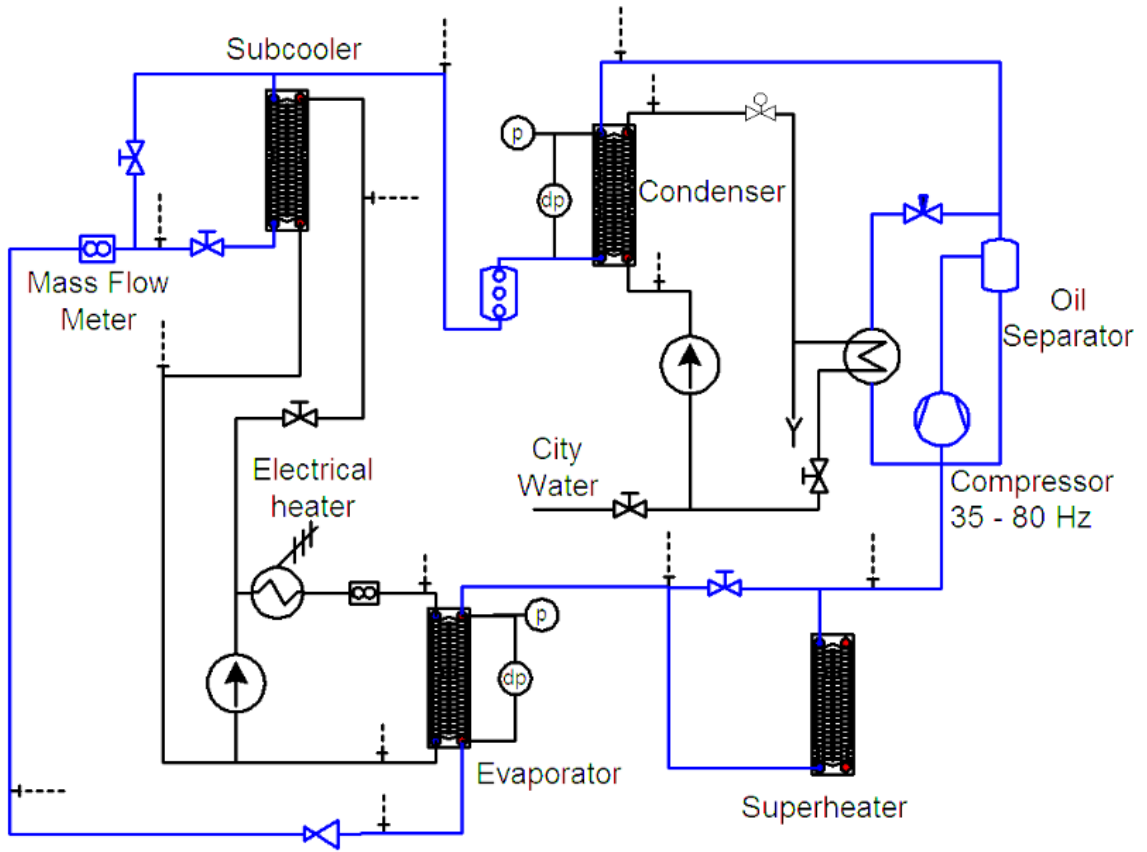 Subcooler
p
dp
Condenser
Mass Flow
Meter
Oil
Separator
City
Water
Electrical
heater
Compressor
35 - 80 Hz
p
dp
Evaporator
Superheater